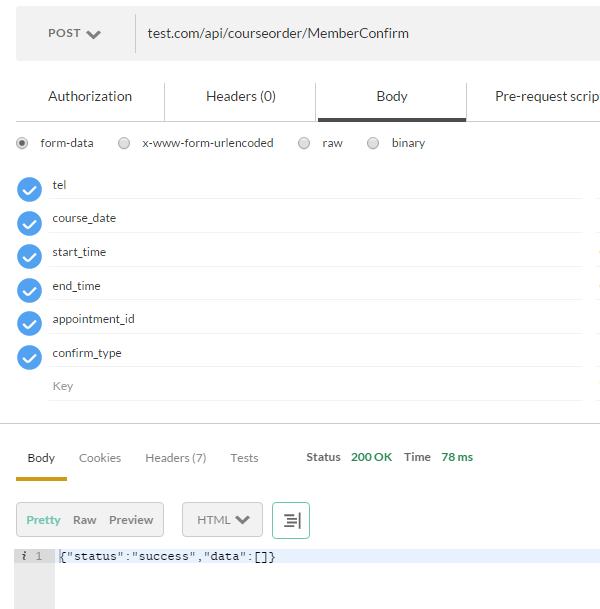 POST test.com/api/courseorder/MemberConfirm
Authorization Headers (0) Body Pre-request scrip
form-data x-www-form-urlencoded raw binary
tel
course_date
start_time
end_time
appointment_id
confirm_type
Key
Body Cookies Headers (7) Tests Status 200 OK Time 78 ms
Pretty Raw Preview HTML
i 1 {"status":"success","data":[]}